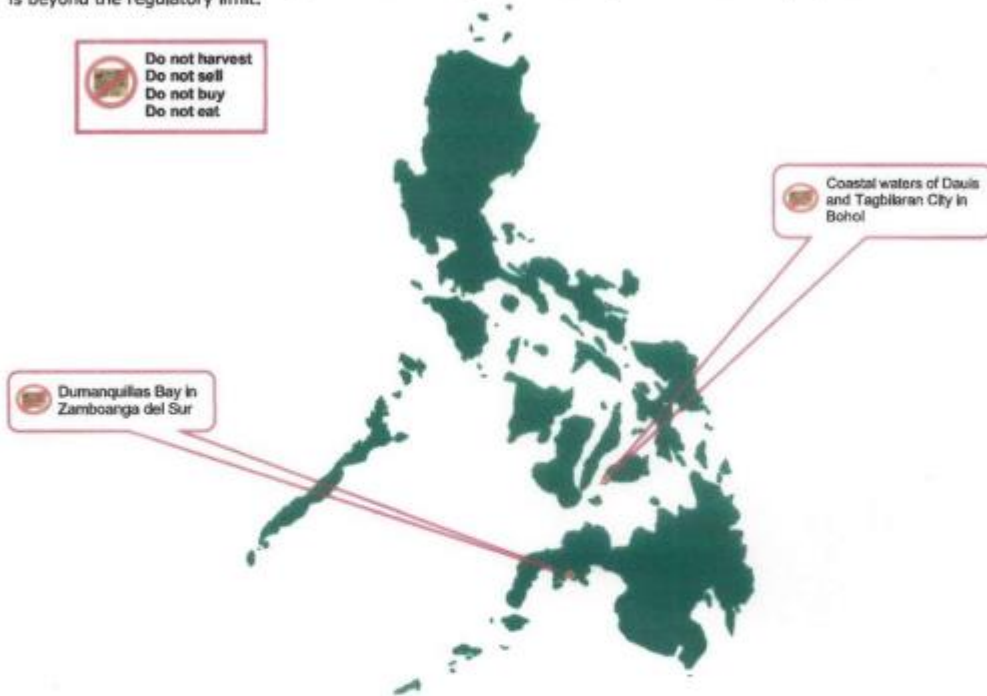 is beyond the regulatory limit.
Do not harvest
Do not sell
Do not buy
Do not eat
Coastal waters of Dauis
and Tagbilaran City in
Bohol
Dumanquillas Bay in
Zamboanga del Sur